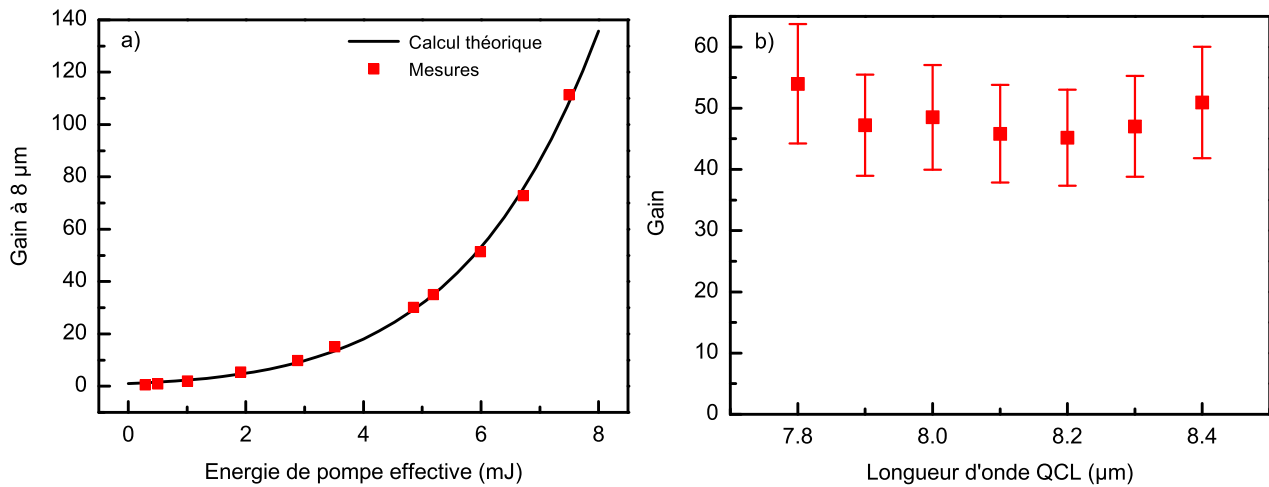 a)
Calcul théorique
Mesures
140
120
100
80
60
40
20
0
Gain à 8 µm
0 2 4 6 8
Energie de pompe effective (mJ)
b)
60
50
40
30
20
10
0
Gain
7.8 8.0 8.2 8.4
Longueur d'onde QCL (µm)